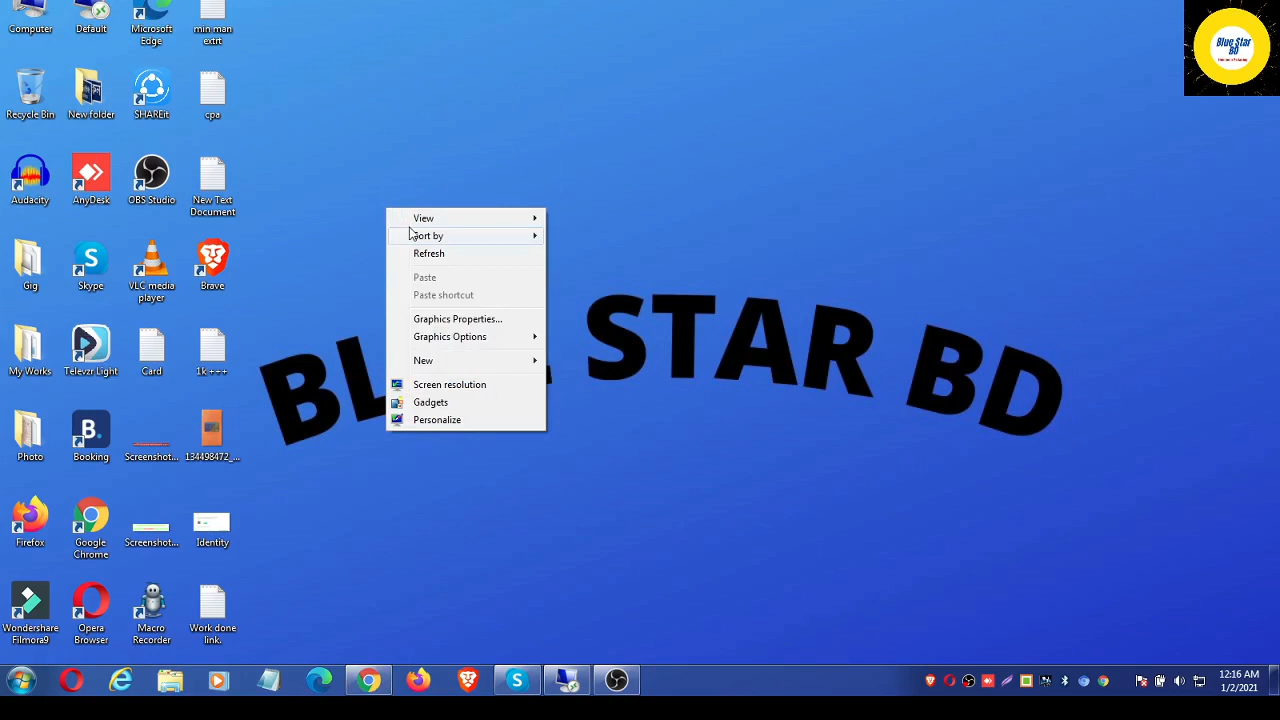 Computer
Default
Microsoft
Edge
min man
extrt
Recycle Bin
New folder
SHAREit
cpa
Audacity
AnyDesk
OBS Studio
New Text
Document
Gig
Skype
VLC media
player
Brave
My Works
Televzr Light
Card
1k +++
Photo
Booking
Screenshot...
134498472_...
Firefox
Google
Chrome
Screenshot...
Identity
Wondershare
Filmora9
Opera
Browser
Macro
Recorder
Work done
link.
View
Sort by
Refresh
Paste
Paste shortcut
Graphics Properties...
Graphics Options
New
Screen resolution
Gadgets
Personalize
STAR BD
Blue Star
BD
12:16 AM
1/2/2021